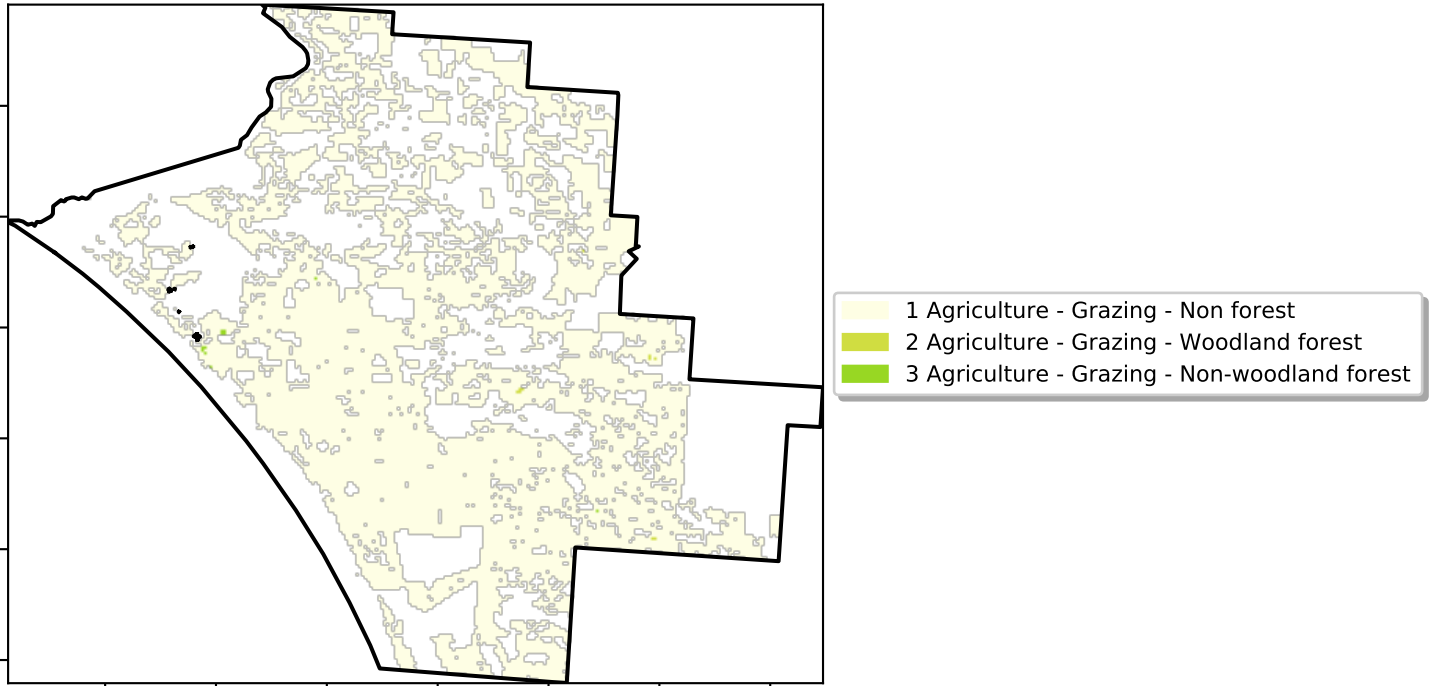 1 Agriculture - Grazing - Non forest
2 Agriculture - Grazing - Woodland forest
3 Agriculture - Grazing - Non-woodland forest